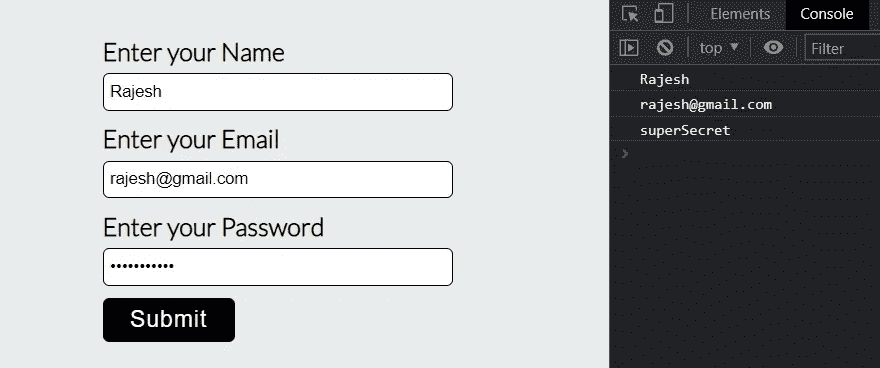 Enter your Name
Rajesh
Enter your Email
rajesh@gmail.com
Enter your Password
•••••••••••
Submit
Elements
Console
top ▼
Filter
Rajesh
rajesh@gmail.com
superSecret